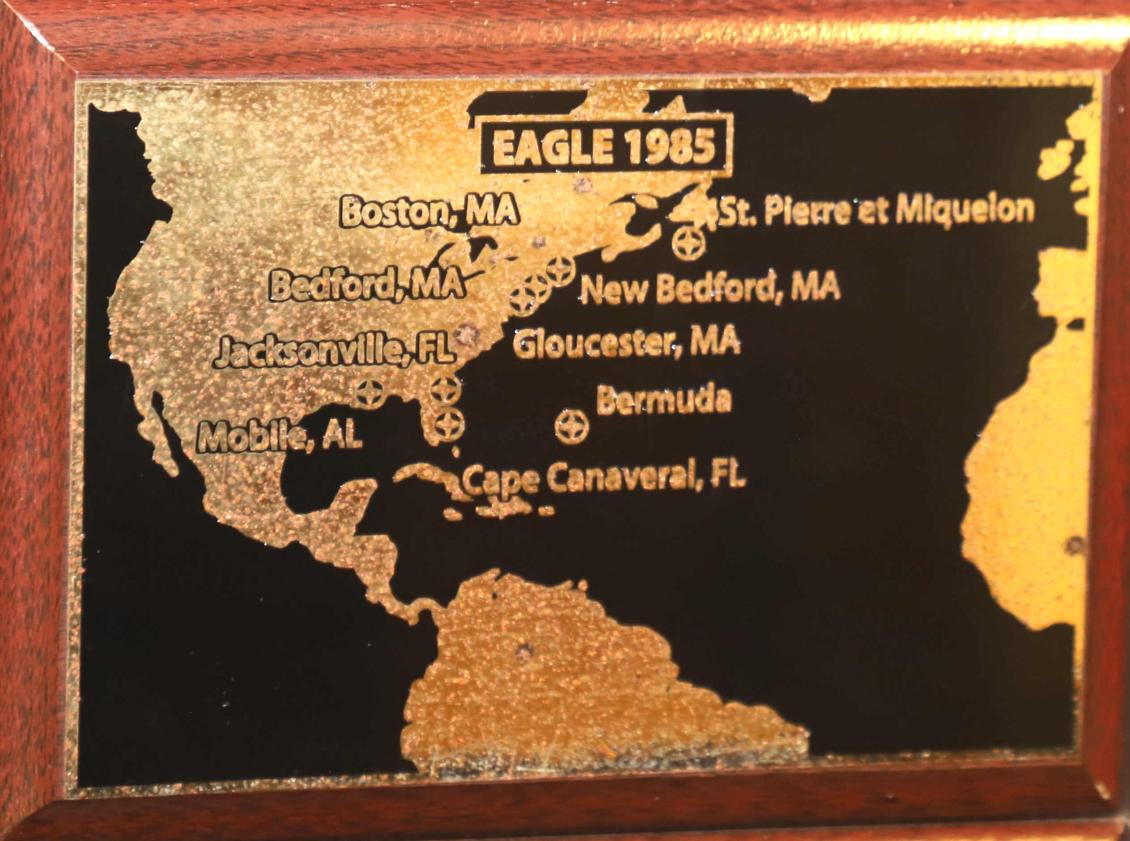 EAGLE 1985
Boston, MA
St. Pierre et Miquelon
Bedford, MA
New Bedford, MA
Jacksonville, FL
Gloucester, MA
Bermuda
Mobile, AL
Cape Canaveral, FL